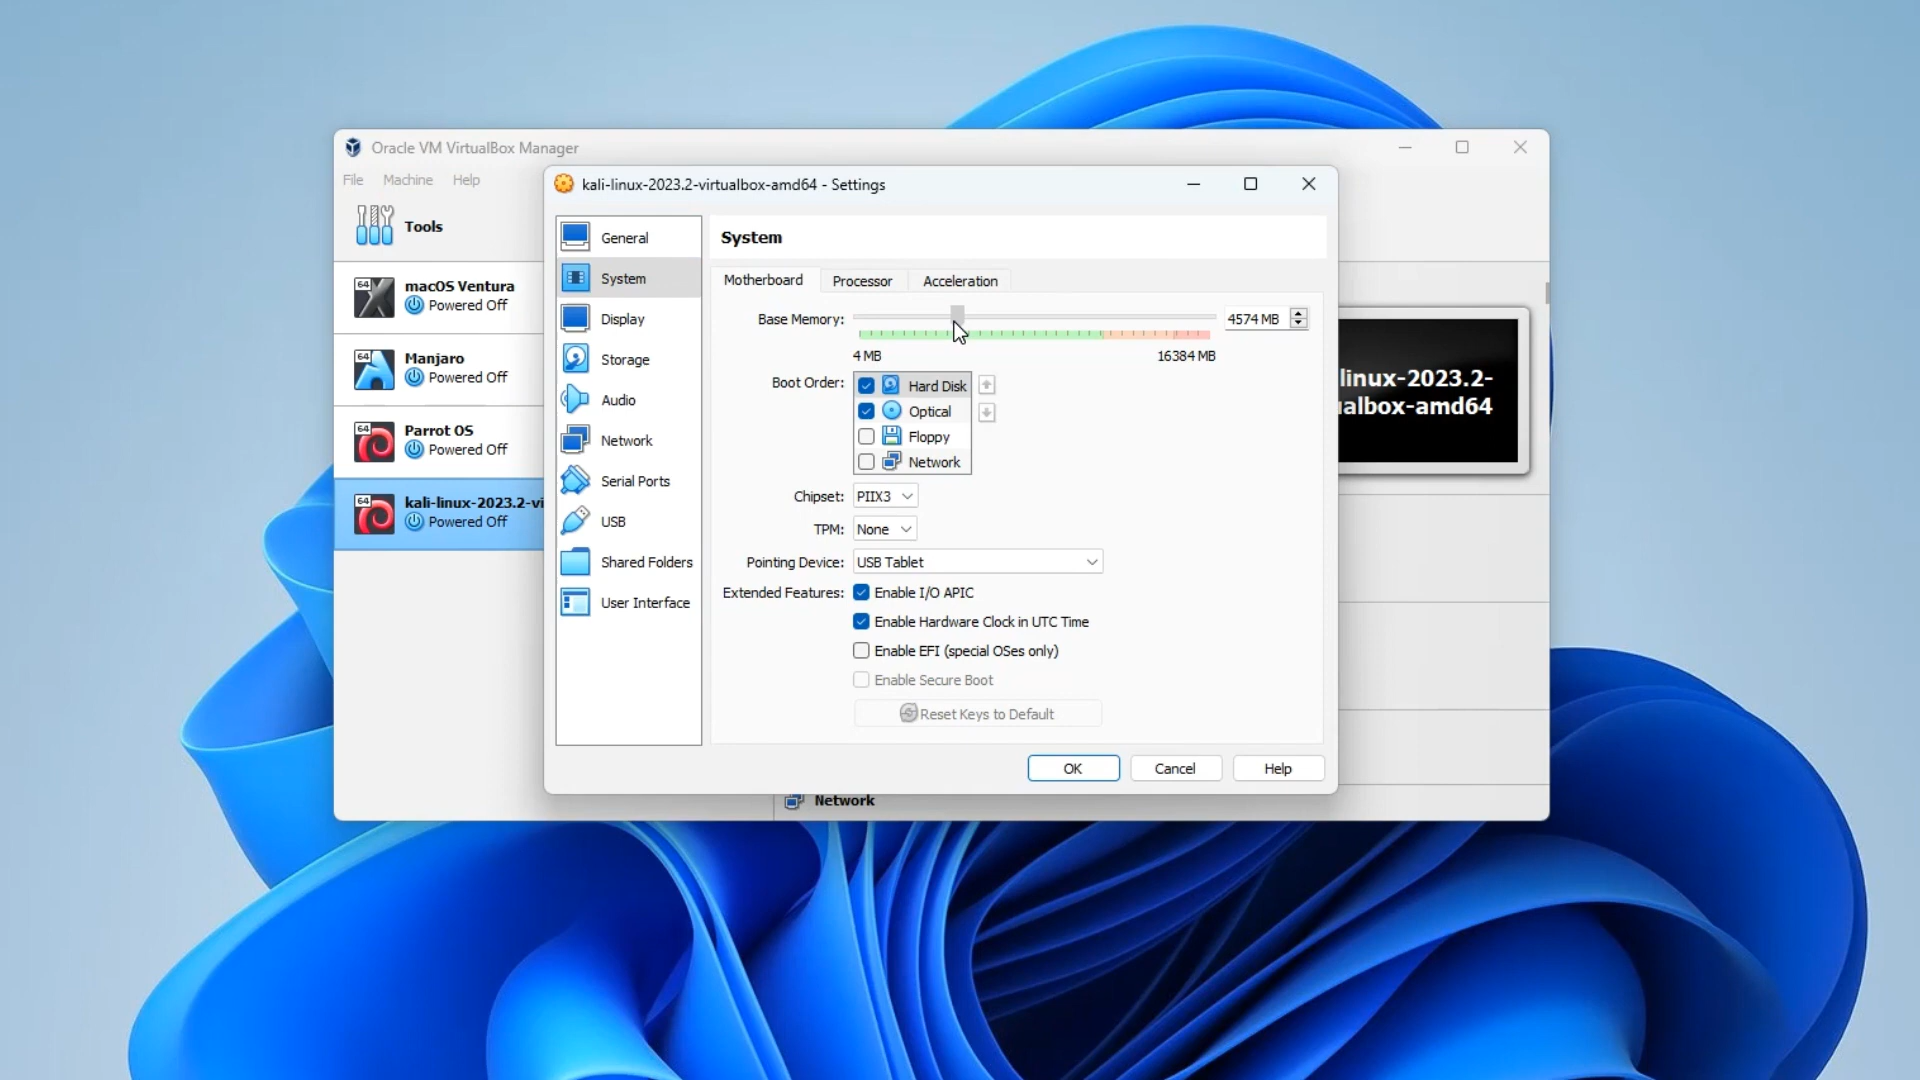 Oracle VM VirtualBox Manager
File Machine Help
Tools
64 macOS Ventura
Powered Off
64 Manjaro
Powered Off
64 Parrot OS
Powered Off
64 kali-linux-2023.2-vi
Powered Off
linux-2023.2-
ualbox-amd64
Network
kali-linux-2023.2-virtualbox-amd64 - Settings
General
System
Display
Storage
Audio
Network
Serial Ports
USB
Shared Folders
User Interface
System
Motherboard Processor Acceleration
Base Memory: 4574 MB
4 MB 16384 MB
Boot Order: Hard Disk
Optical
Floppy
Network
Chipset: PIIX3
TPM: None
Pointing Device: USB Tablet
Extended Features: Enable I/O APIC
Enable Hardware Clock in UTC Time
Enable EFI (special OSes only)
Enable Secure Boot
Reset Keys to Default
OK Cancel Help